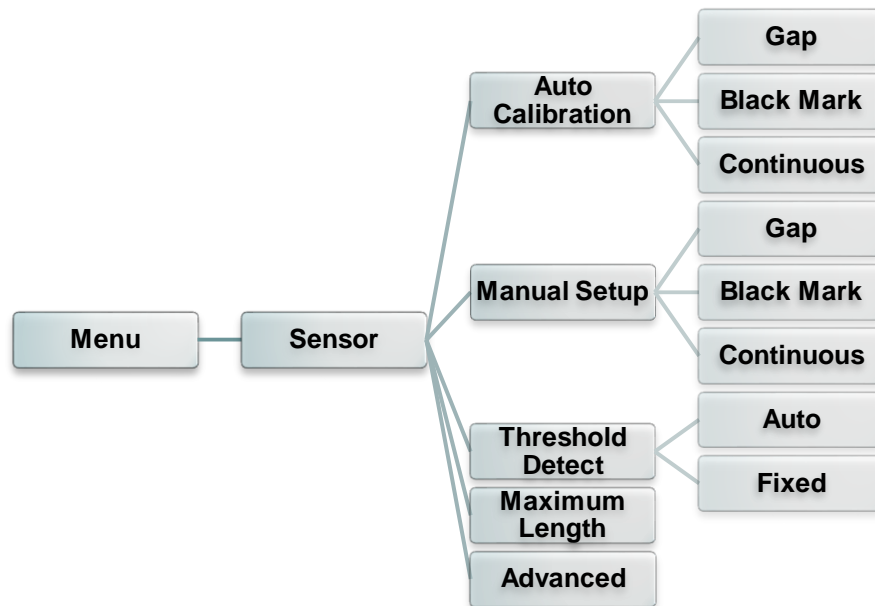 Menu
Sensor
Auto
Calibration
Gap
Black Mark
Continuous
Manual Setup
Gap
Black Mark
Continuous
Threshold
Detect
Auto
Fixed
Maximum
Length
Advanced